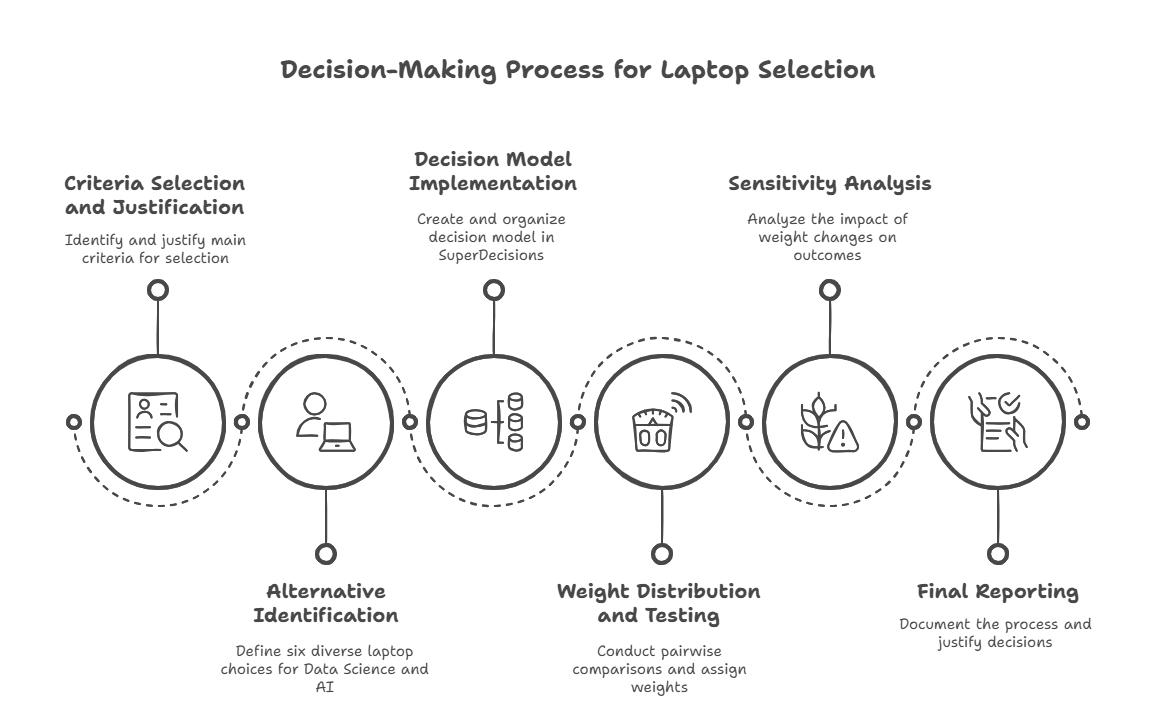 Decision-Making Process for Laptop Selection
Criteria Selection
and Justification
Identify and justify main
criteria for selection
Alternative
Identification
Define six diverse laptop
choices for Data Science and
AI
Decision Model
Implementation
Create and organize
decision model in
SuperDecisions
Weight Distribution
and Testing
Conduct pairwise
comparisons and assign
weights
Sensitivity Analysis
Analyze the impact of
weight changes on
outcomes
Final Reporting
Document the process and
justify decisions